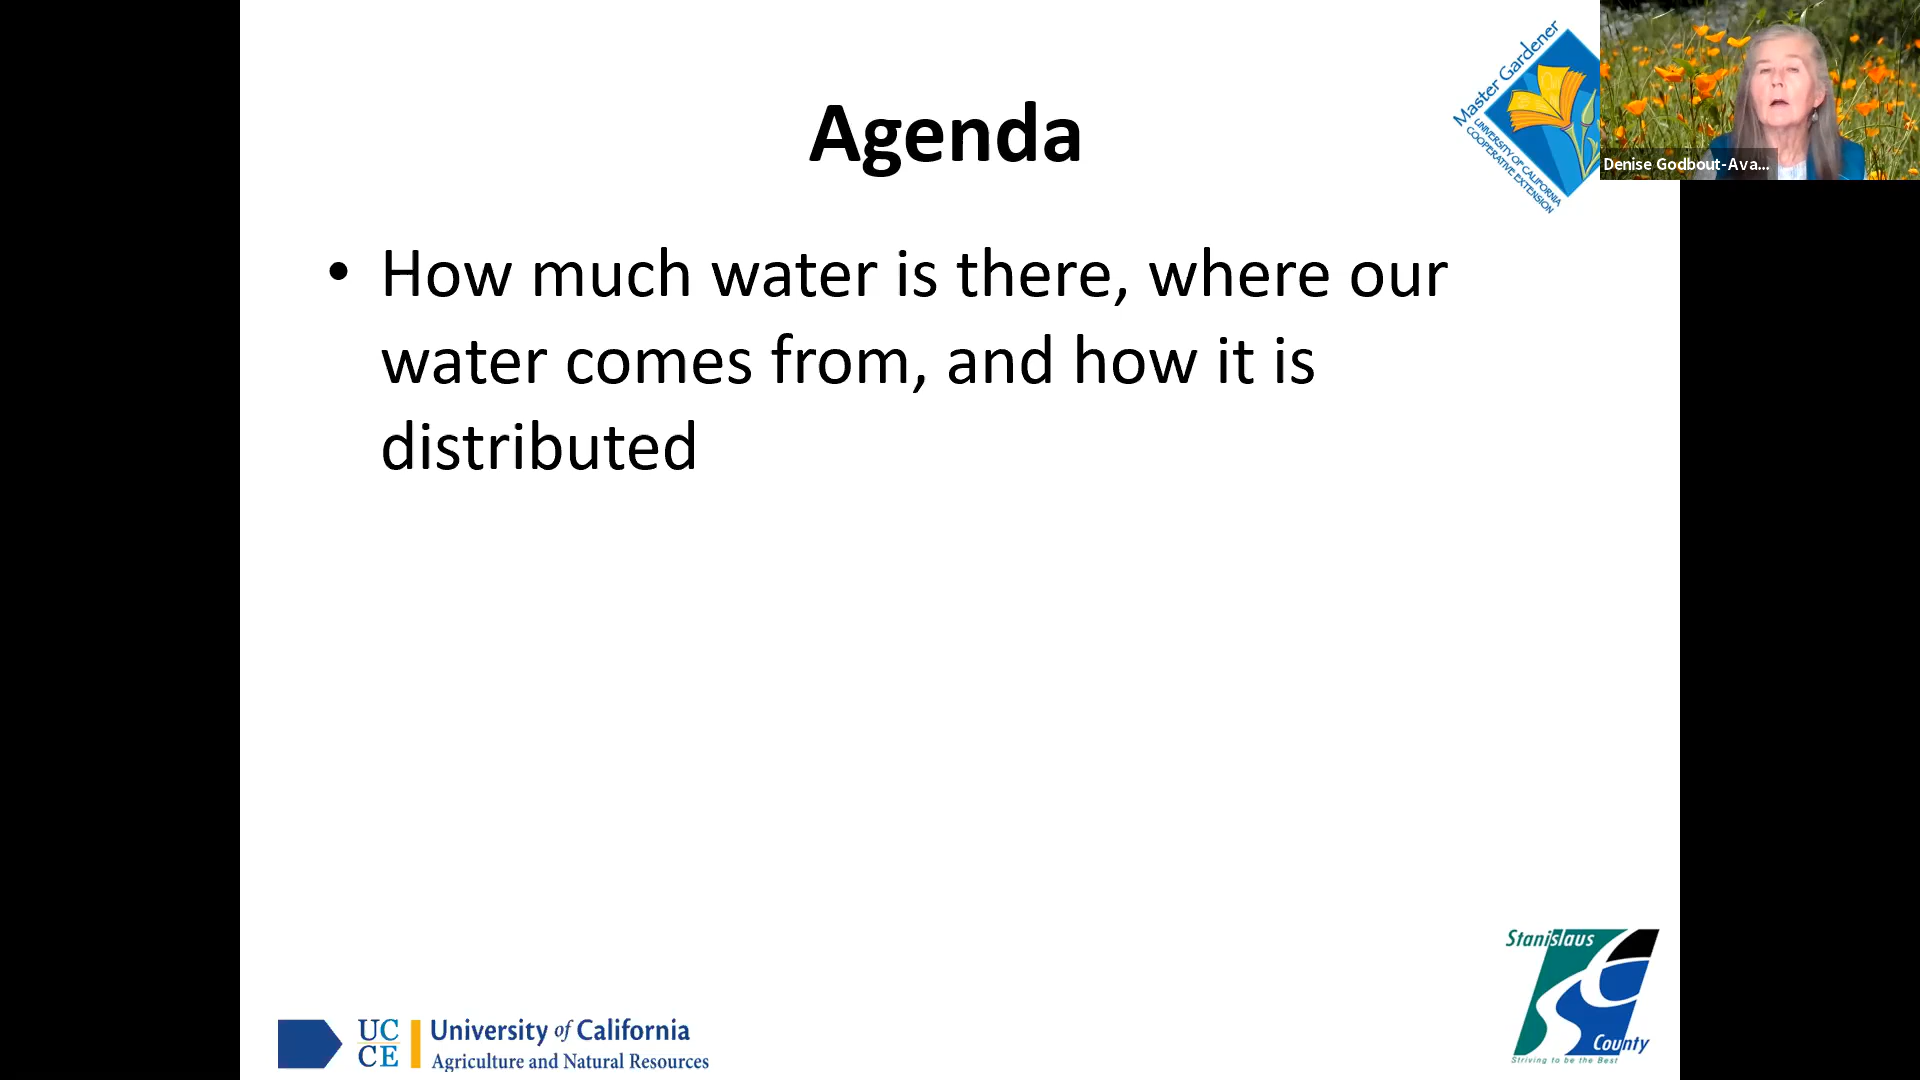 Agenda
Master Gardener
UNIVERSITY OF CALIFORNIA
COOPERATIVE EXTENSION
Denise Godbout-Ava...
• How much water is there, where our
water comes from, and how it is
distributed
Stanislaus
County
Striving to be the Best
UC
CE
University of California
Agriculture and Natural Resources